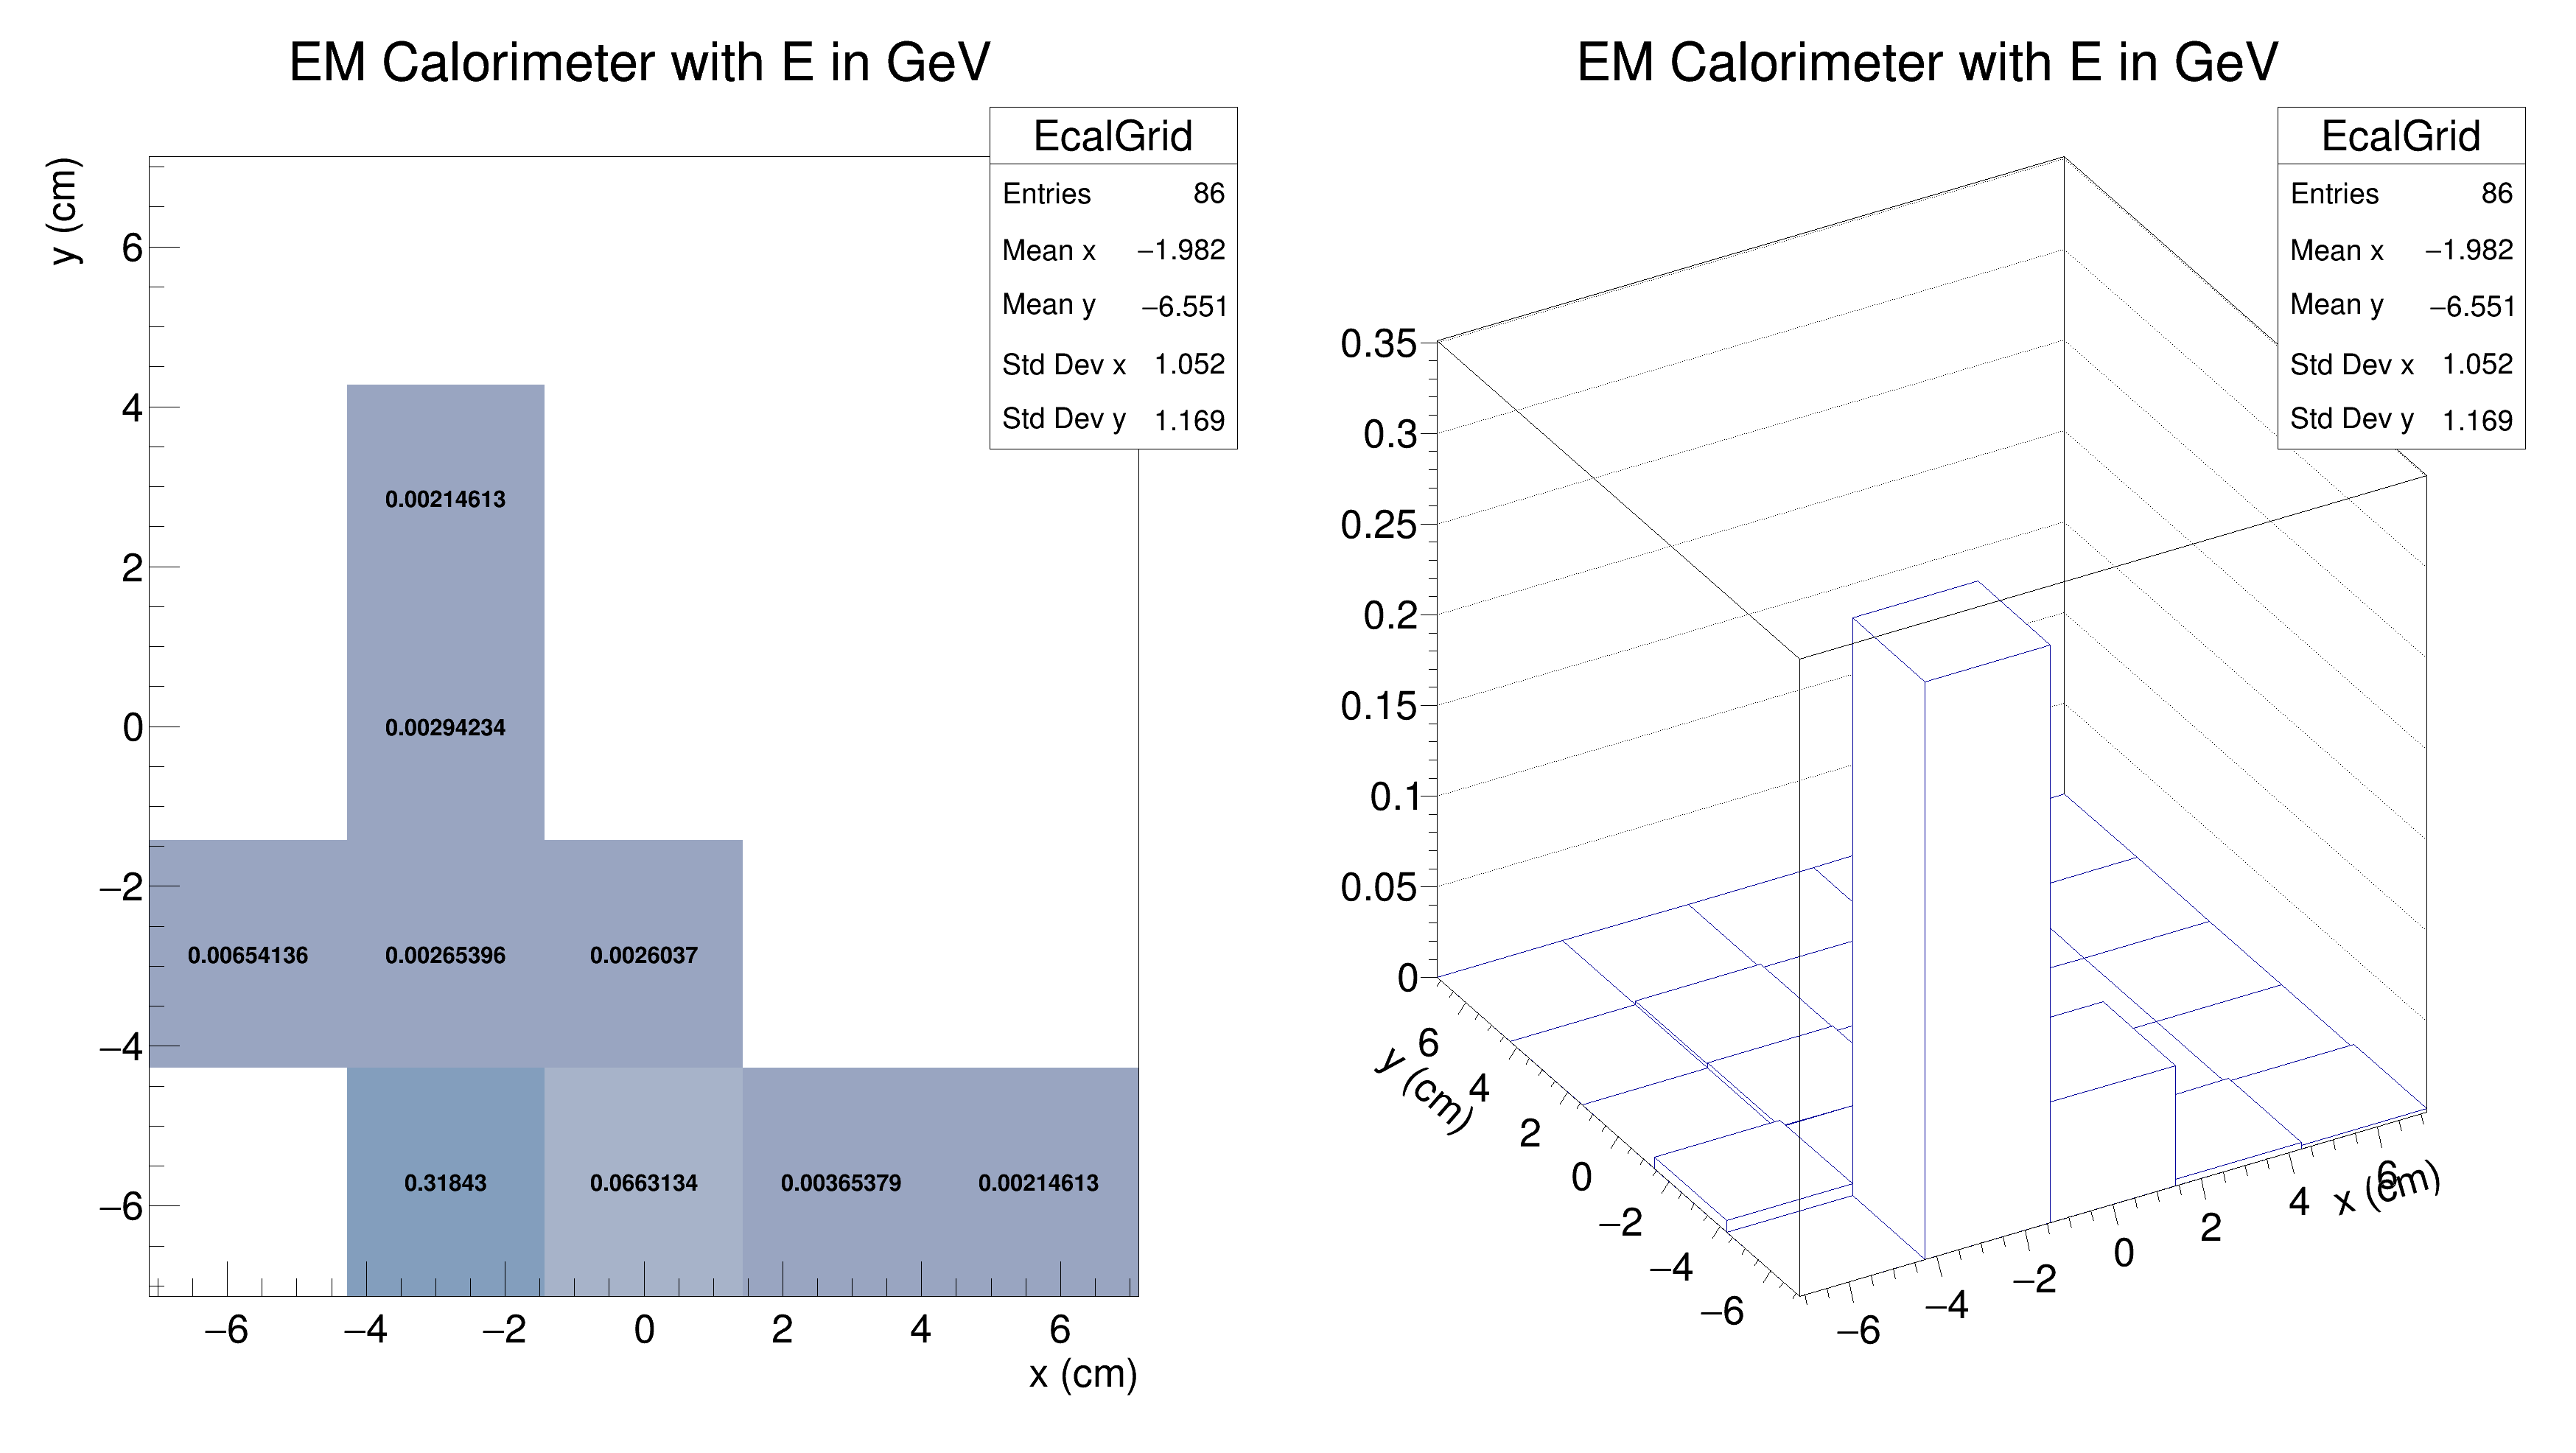 EM Calorimeter with E in GeV
EcalGrid
Entries 86
Mean x −1.982
Mean y −6.551
Std Dev x 1.052
Std Dev y 1.169
y (cm)
6
4
2
0
−2
−4
−6
0.00214613
0.00294234
0.00654136 0.00265396 0.0026037
0.31843 0.0663134 0.00365379 0.00214613
−6 −4 −2 0 2 4 6
x (cm)
EM Calorimeter with E in GeV
EcalGrid
Entries 86
Mean x −1.982
Mean y −6.551
Std Dev x 1.052
Std Dev y 1.169
0.35
0.3
0.25
0.2
0.15
0.1
0.05
0
y (cm)
6
4
2
0
−2
−4
−6
−6 −4 −2 0 2 4 6
x (cm)